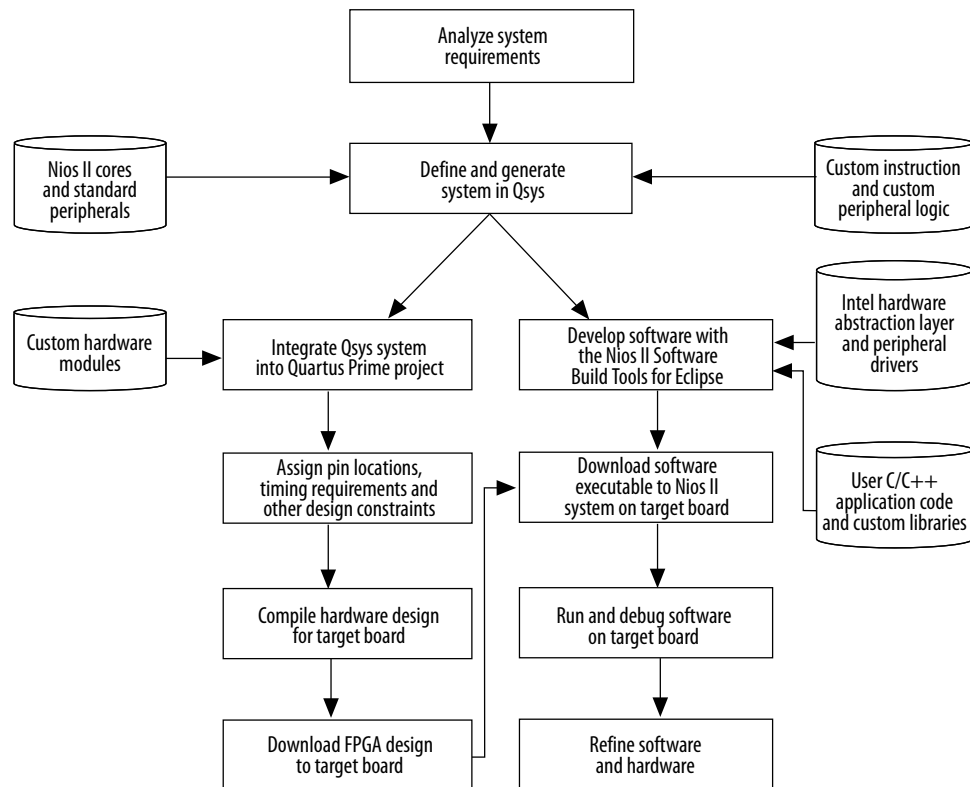 Analyze system
requirements
Nios II cores
and standard
peripherals
Define and generate
system in Qsys
Custom instruction
and custom
peripheral logic
Custom hardware
modules
Integrate Qsys system
into Quartus Prime project
Develop software with
the Nios II Software
Build Tools for Eclipse
Intel hardware
abstraction layer
and peripheral
drivers
Assign pin locations,
timing requirements and
other design constraints
Download software
executable to Nios II
system on target board
User C/C++
application code
and custom libraries
Compile hardware design
for target board
Run and debug software
on target board
Download FPGA design
to target board
Refine software
and hardware